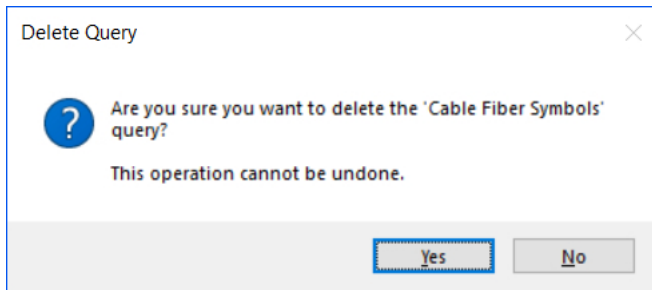 Delete Query
Are you sure you want to delete the 'Cable Fiber Symbols'
query?
This operation cannot be undone.
Yes
No